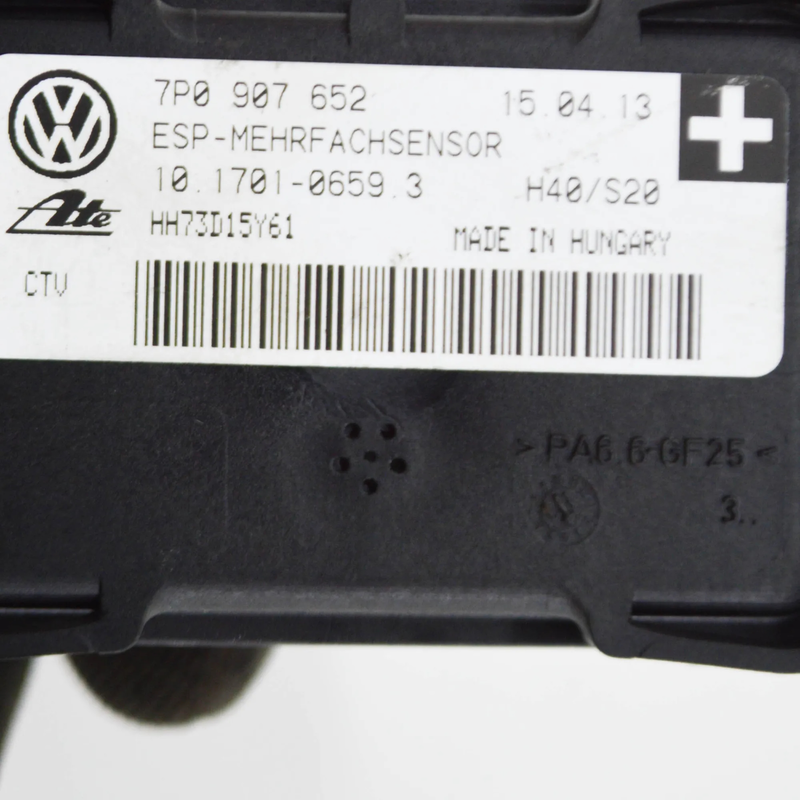 7P0 907 652 15.04.13
ESP-MEHRFACHSENSOR
10.1701-0659.3 H40/S20
Ate HH73D15Y61 MADE IN HUNGARY
CTV
>PA6.6-GF25<
3..